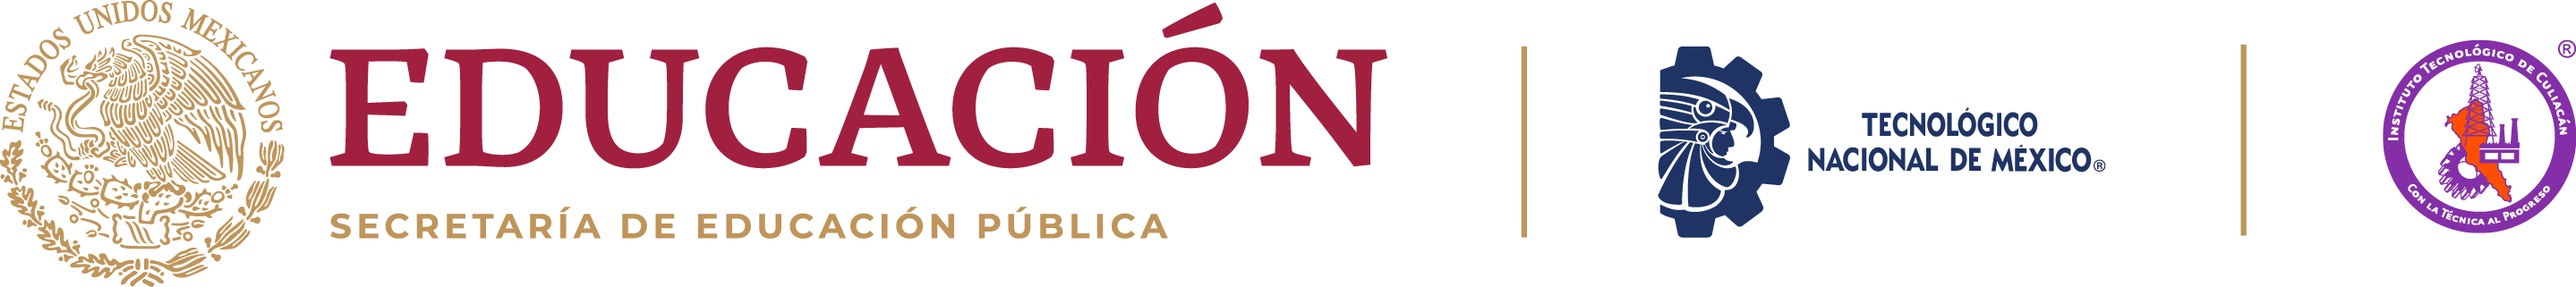 ESTADOS UNIDOS MEXICANOS
EDUCACIÓN
SECRETARÍA DE EDUCACIÓN PÚBLICA
TECNOLÓGICO
NACIONAL DE MÉXICO®
INSTITUTO TECNOLÓGICO DE CULIACÁN
CON LA TÉCNICA AL PROGRESO
®